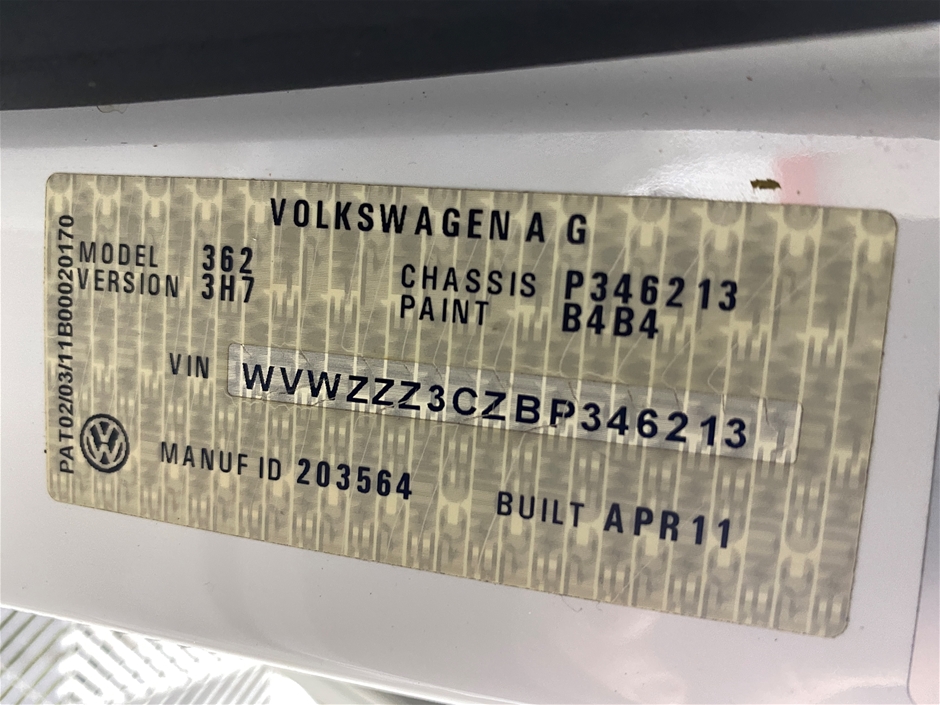 VOLKSWAGEN A G
MODEL 362
VERSION 3H7
CHASSIS P346213
PAINT B4B4
VIN WVWZZZ3CZBP346213
MANUF ID 203564
BUILT APR11
PAT02/03/11B00020170